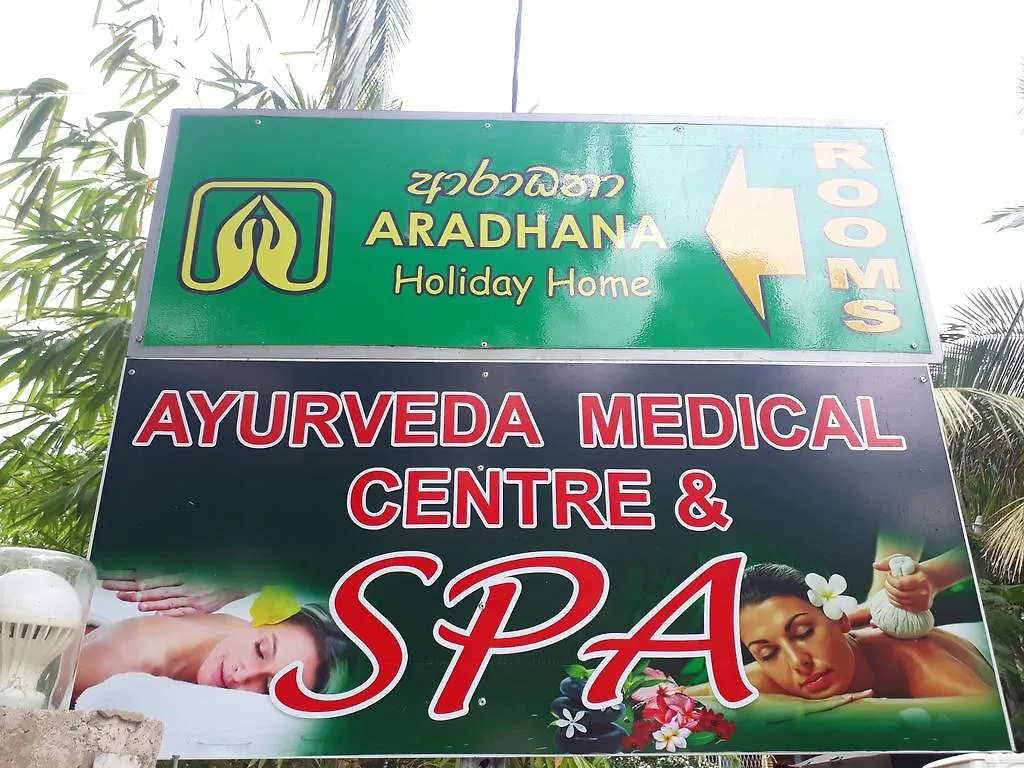 ආරාධනා
ARADHANA
Holiday Home
ROOMS
AYURVEDA MEDICAL
CENTRE &
SPA